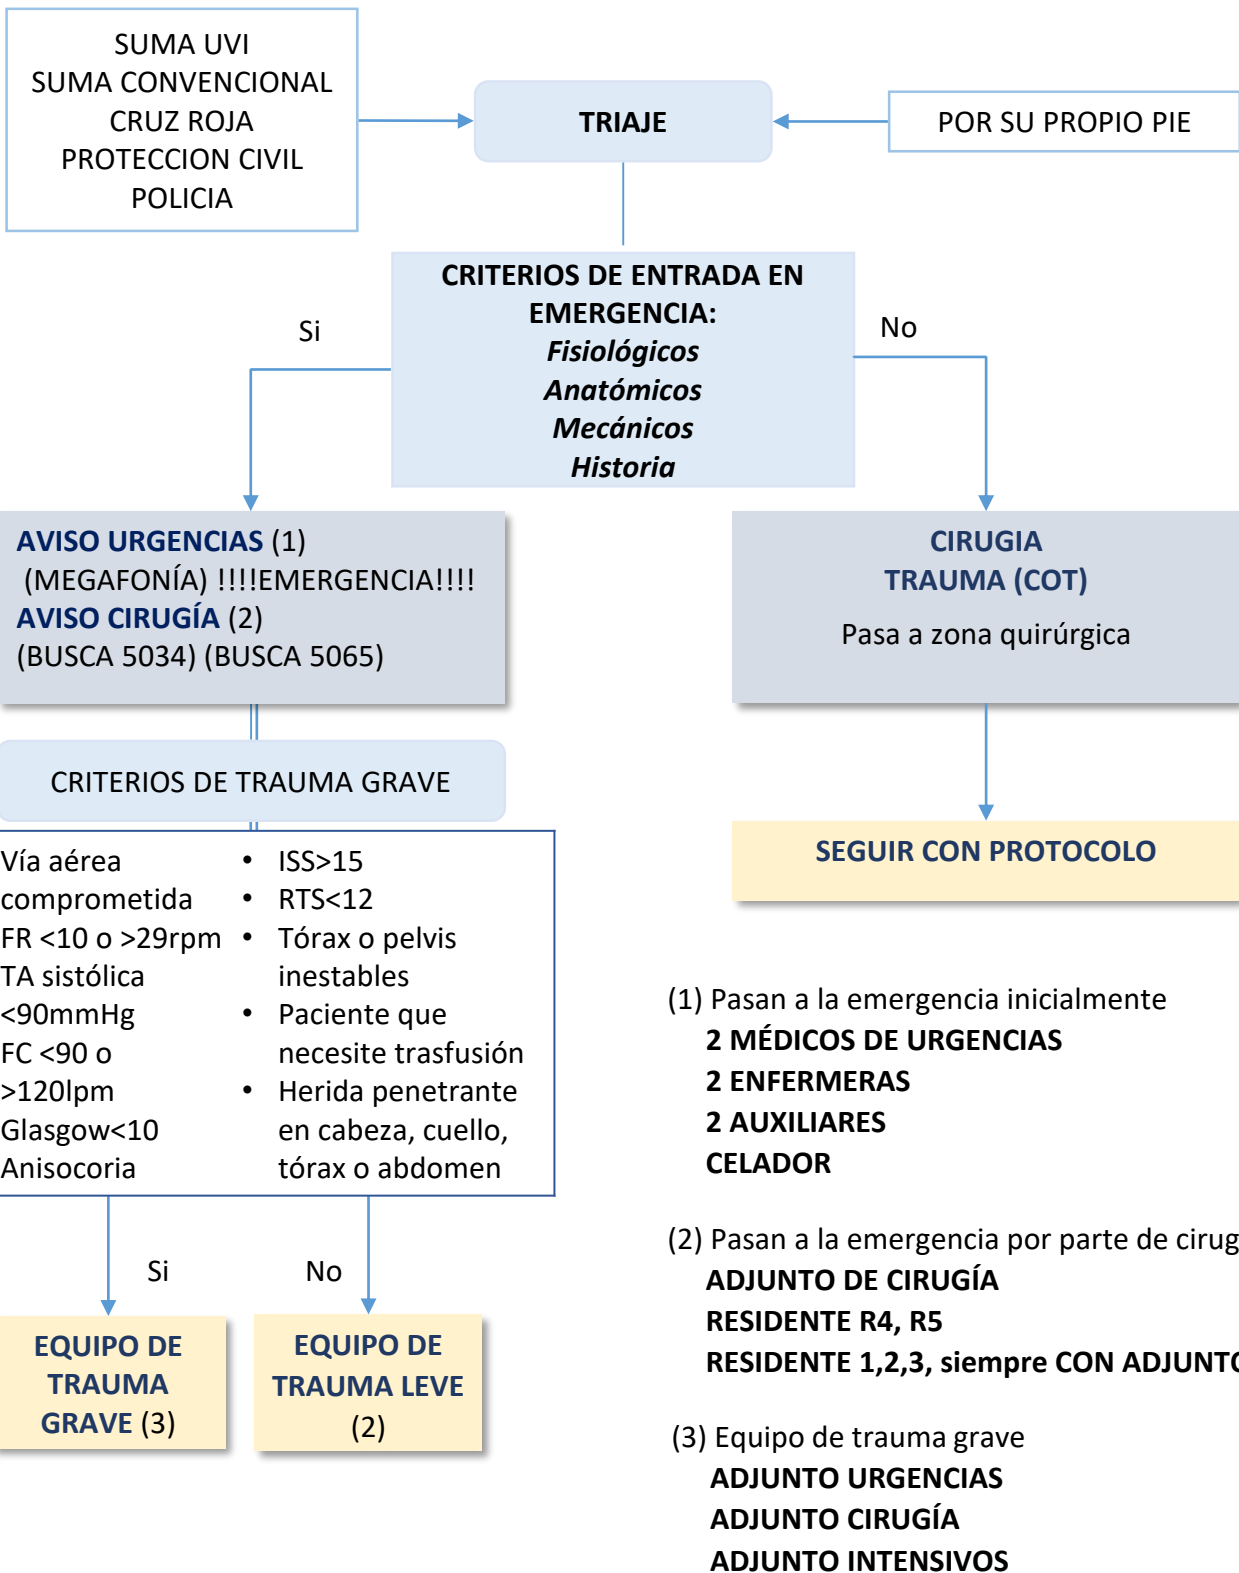 SUMA UVI
SUMA CONVENCIONAL
CRUZ ROJA
PROTECCION CIVIL
POLICIA
TRIAJE
POR SU PROPIO PIE
CRITERIOS DE ENTRADA EN
EMERGENCIA:
Fisiológicos
Anatómicos
Mecánicos
Historia
Si
No
AVISO URGENCIAS (1)
(MEGAFONÍA) !!!!EMERGENCIA!!!!
AVISO CIRUGÍA (2)
(BUSCA 5034) (BUSCA 5065)
CIRUGIA
TRAUMA (COT)
Pasa a zona quirúrgica
CRITERIOS DE TRAUMA GRAVE
SEGUIR CON PROTOCOLO
Vía aérea
comprometida
FR <10 o >29rpm
TA sistólica
<90mmHg
FC <90 o
>120lpm
Glasgow<10
Anisocoria
• ISS>15
• RTS<12
• Tórax o pelvis
inestables
• Paciente que
necesite trasfusión
• Herida penetrante
en cabeza, cuello,
tórax o abdomen
Si
No
EQUIPO DE
TRAUMA
GRAVE (3)
EQUIPO DE
TRAUMA LEVE
(2)
(1) Pasan a la emergencia inicialmente
2 MÉDICOS DE URGENCIAS
2 ENFERMERAS
2 AUXILIARES
CELADOR
(2) Pasan a la emergencia por parte de cirug
ADJUNTO DE CIRUGÍA
RESIDENTE R4, R5
RESIDENTE 1,2,3, siempre CON ADJUNTO
(3) Equipo de trauma grave
ADJUNTO URGENCIAS
ADJUNTO CIRUGÍA
ADJUNTO INTENSIVOS